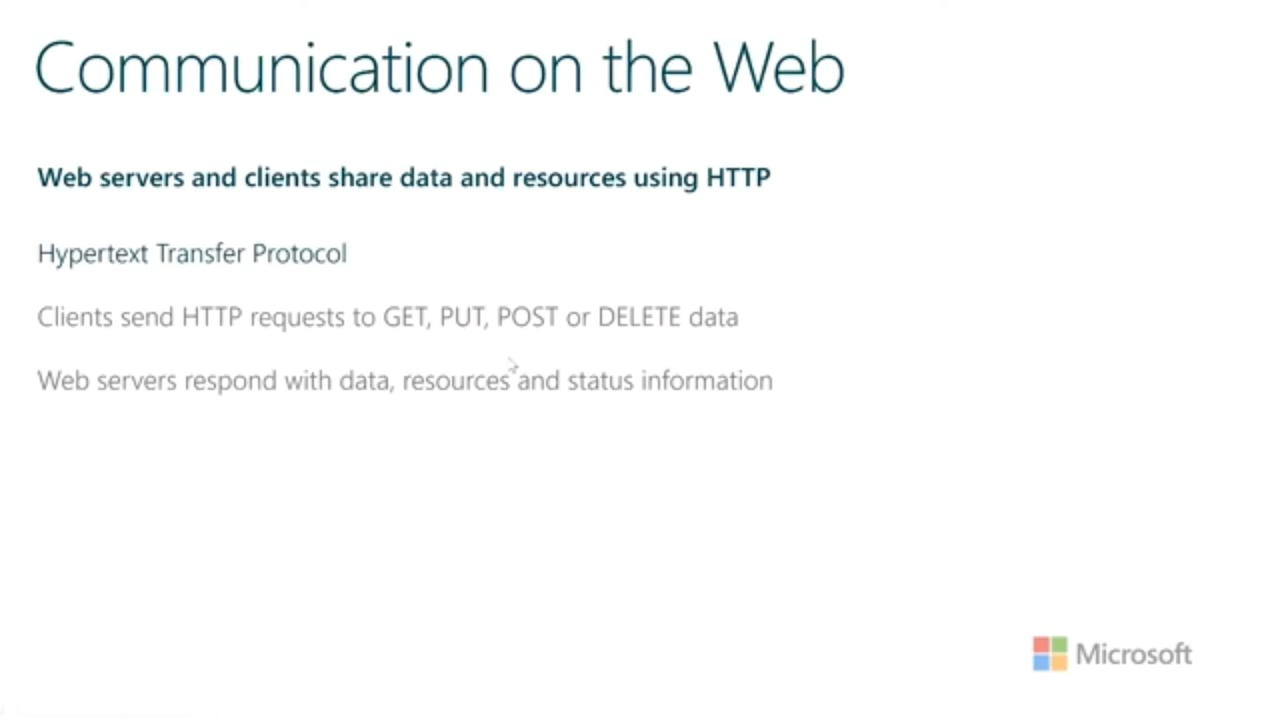 Communication on the Web
Web servers and clients share data and resources using HTTP
Hypertext Transfer Protocol
Clients send HTTP requests to GET, PUT, POST or DELETE data
Web servers respond with data, resources and status information
Microsoft